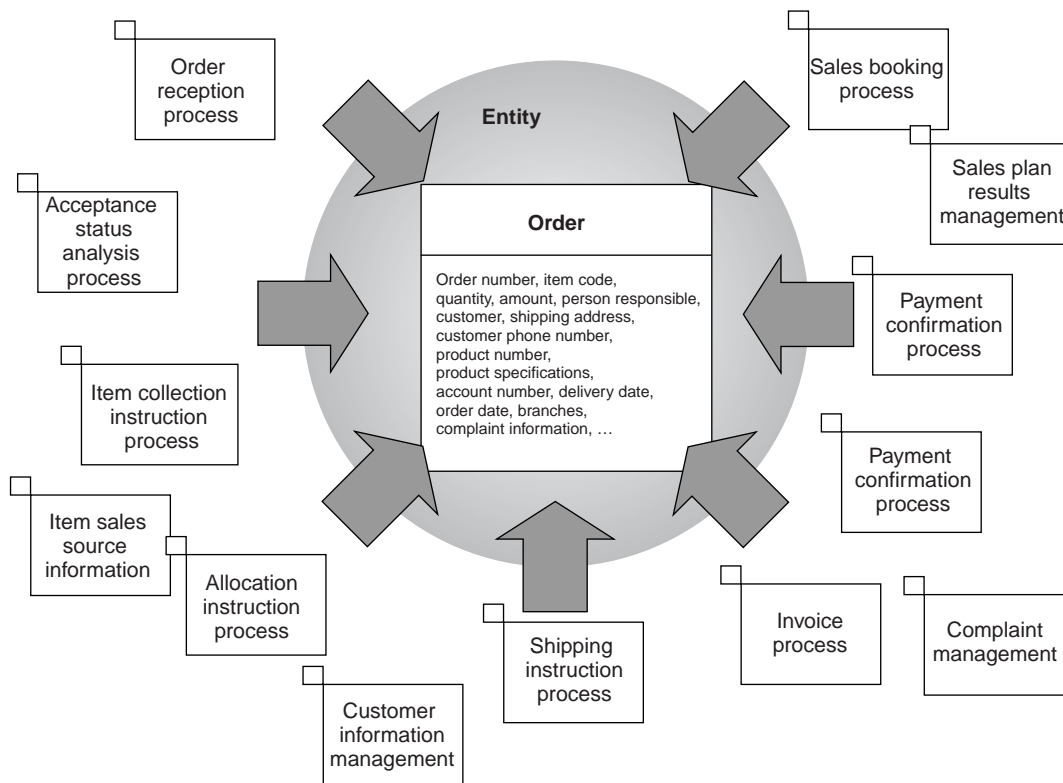 Order
reception
process
Sales booking
process
Entity
Sales plan
results
management
Acceptance
status
analysis
process
Order
Order number, item code,
quantity, amount, person responsible,
customer, shipping address,
customer phone number,
product number,
product specifications,
account number, delivery date,
order date, branches,
complaint information, …
Payment
confirmation
process
Item collection
instruction
process
Payment
confirmation
process
Item sales
source
information
Allocation
instruction
process
Shipping
instruction
process
Invoice
process
Complaint
management
Customer
information
management